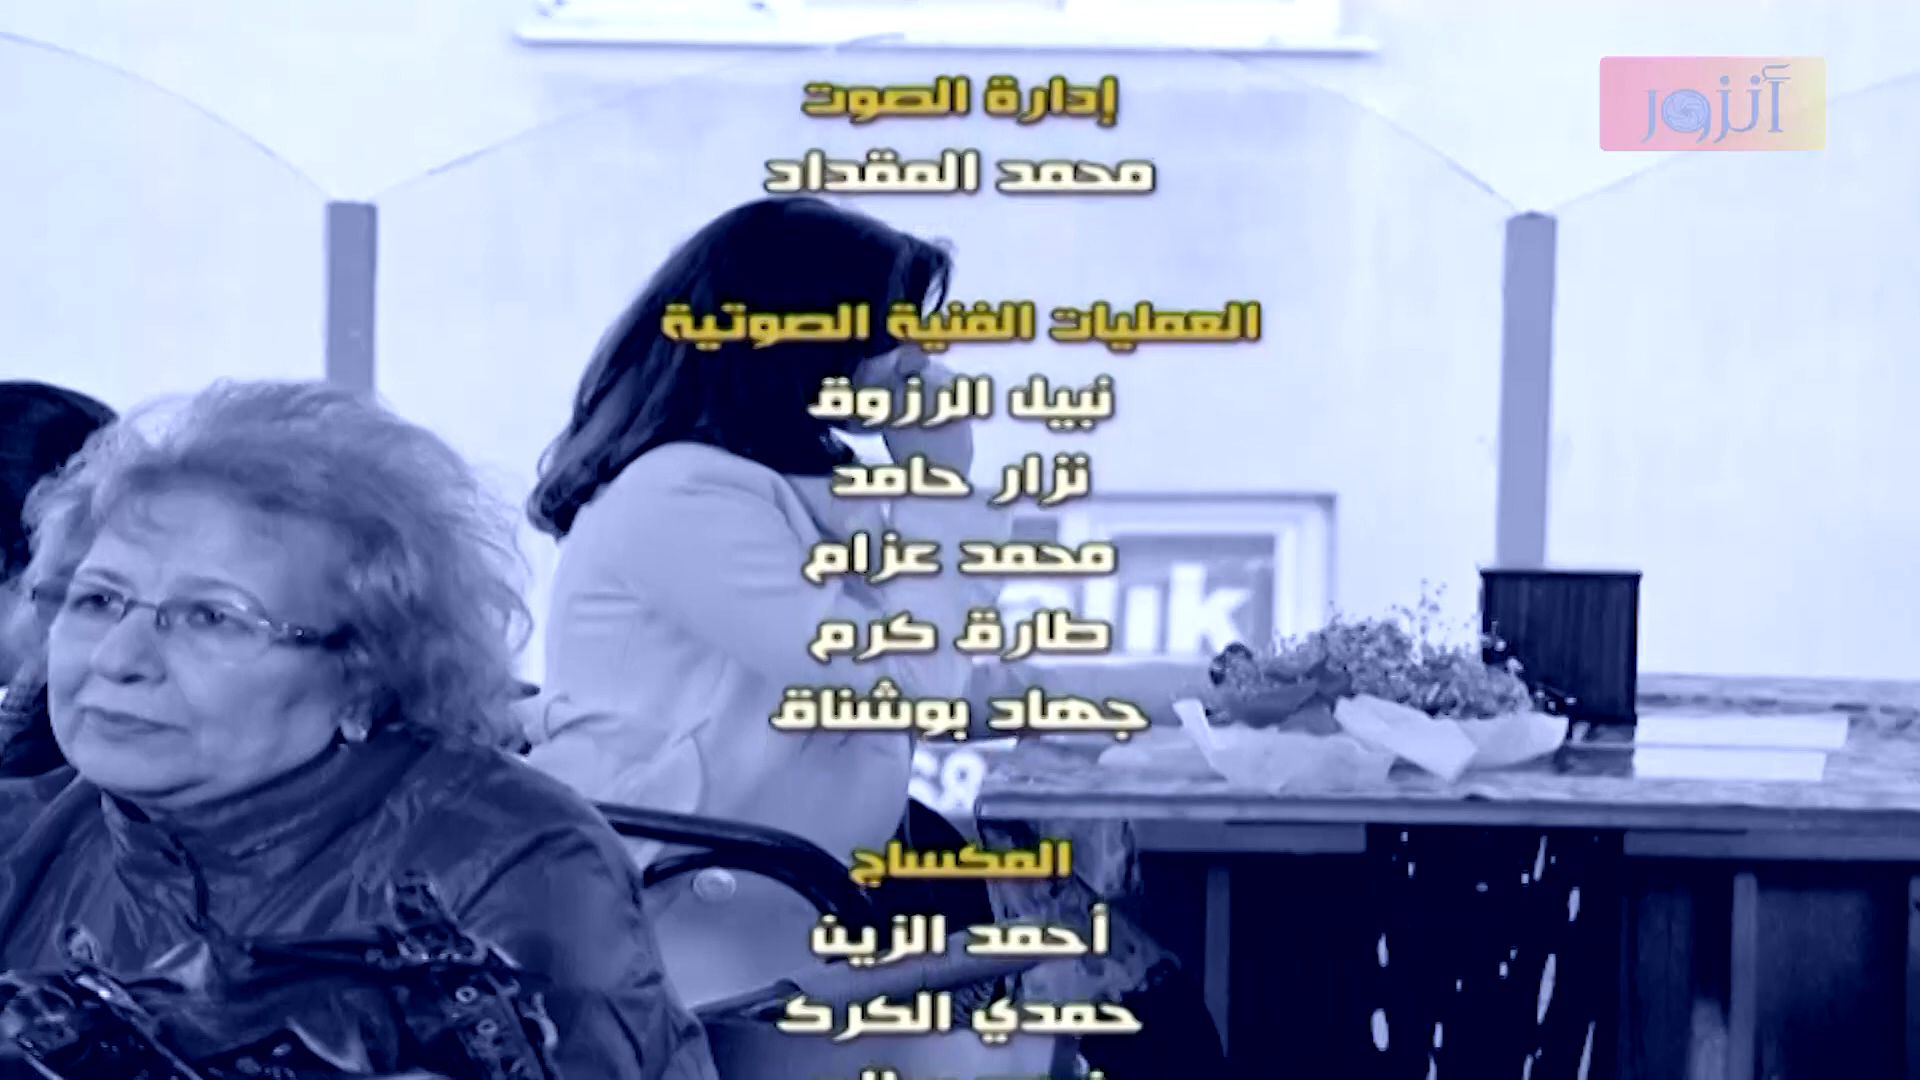 أنزور
إدارة الصوت
محمد المقداد
العمليات الفنية الصوتية
نبيل الرزوق
نزار حامد
محمد عزام
طارق كرم
جهاد بوشناق
alık
المكساج
أحمد الزين
حمدي الكرك